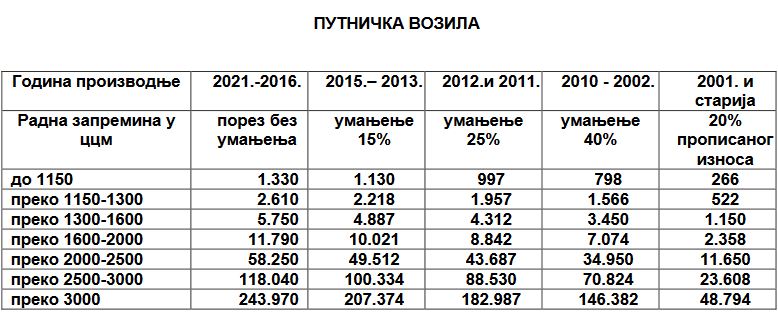 ПУТНИЧКА ВОЗИЛА
Година производње 2021.-2016. 2015.– 2013. 2012.и 2011. 2010 - 2002. 2001. и старија
Радна запремина у ццм порез без умањења умањење 15% умањење 25% умањење 40% 20% прописаног износа
до 1150 1.330 1.130 997 798 266
преко 1150-1300 2.610 2.218 1.957 1.566 522
преко 1300-1600 5.750 4.887 4.312 3.450 1.150
преко 1600-2000 11.790 10.021 8.842 7.074 2.358
преко 2000-2500 58.250 49.512 43.687 34.950 11.650
преко 2500-3000 118.040 100.334 88.530 70.824 23.608
преко 3000 243.970 207.374 182.987 146.382 48.794